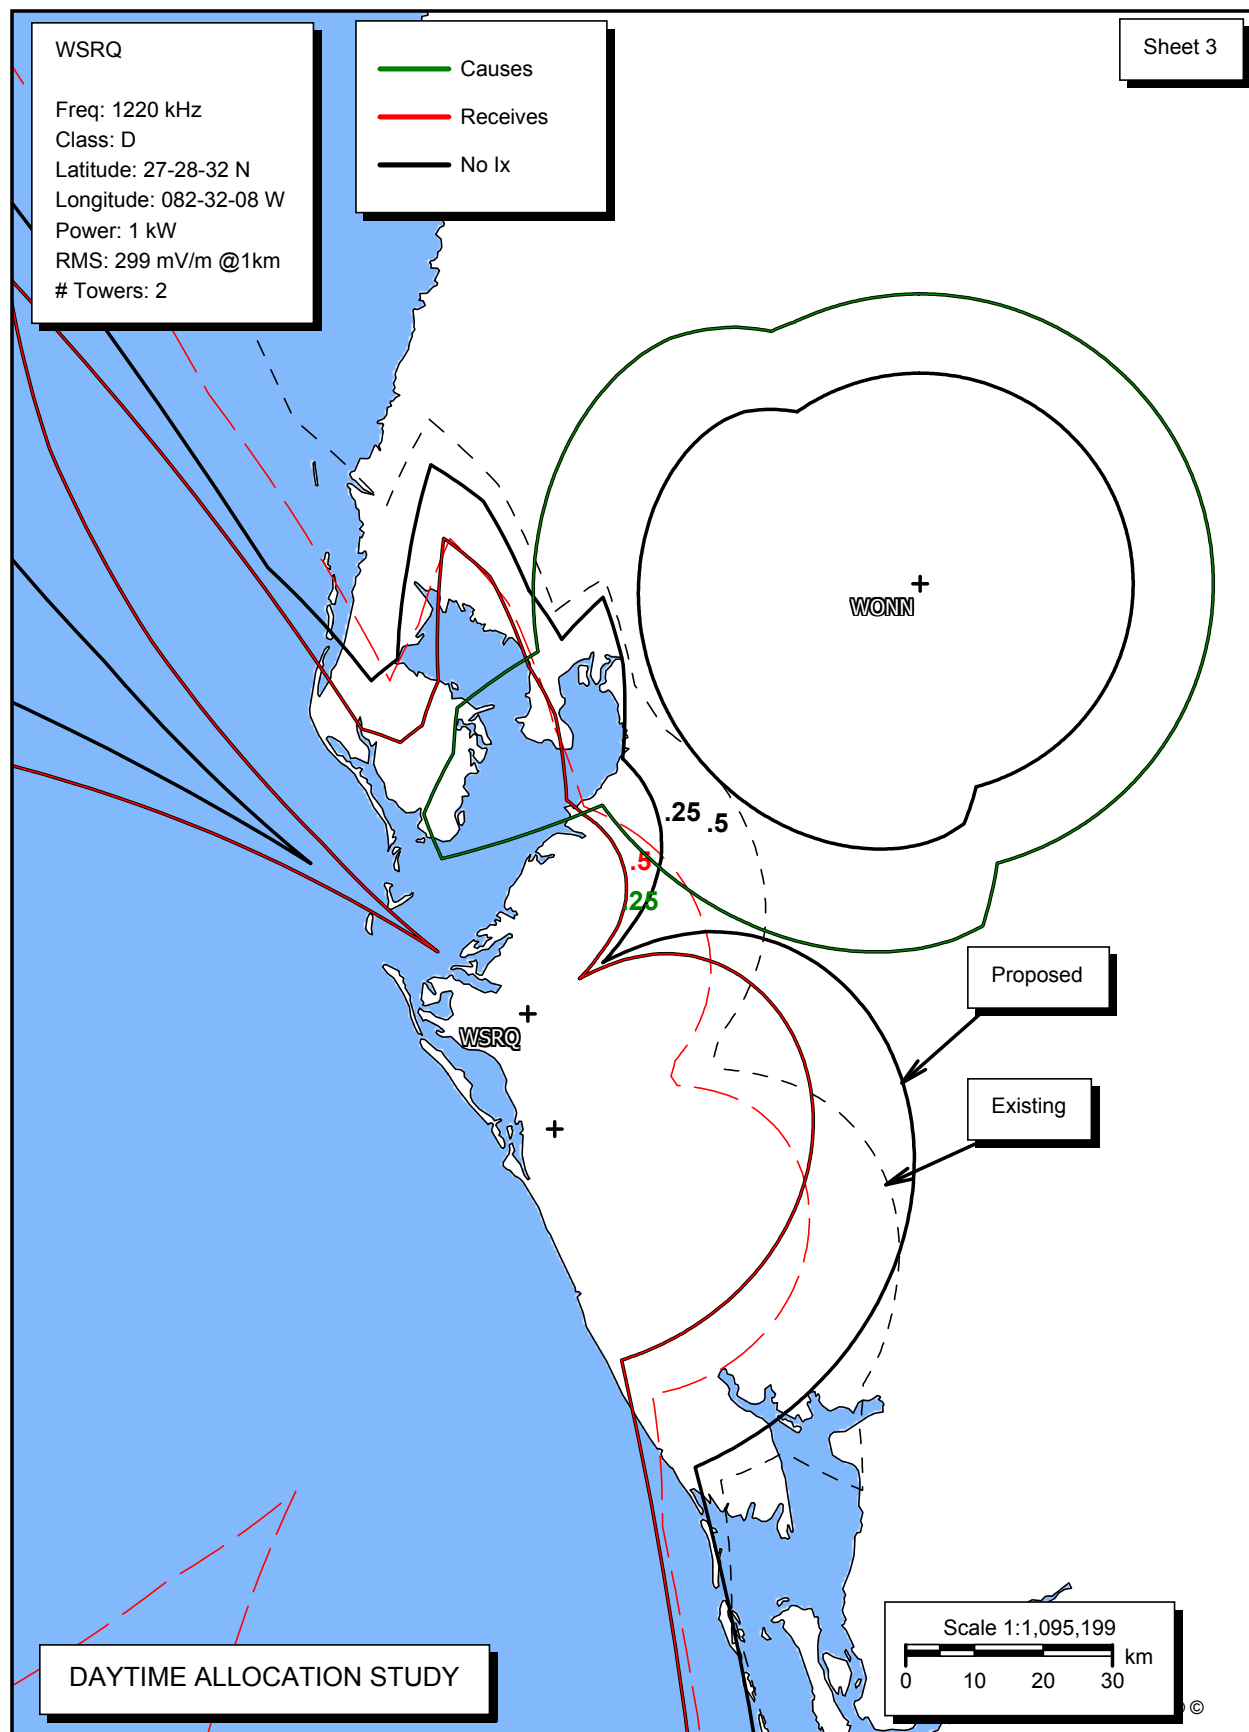 WSRQ
Freq: 1220 kHz
Class: D
Latitude: 27-28-32 N
Longitude: 082-32-08 W
Power: 1 kW
RMS: 299 mV/m @1km
# Towers: 2
Causes
Receives
No Ix
Sheet 3
WONN
.25
.5
.5
.25
WSRQ
Proposed
Existing
DAYTIME ALLOCATION STUDY
Scale 1:1,095,199
km
0 10 20 30
©